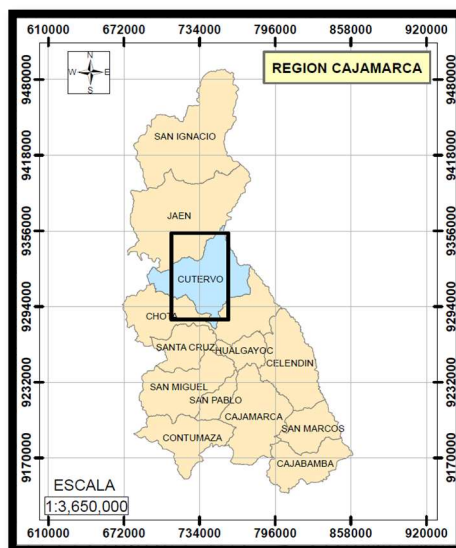 610000 672000 734000 796000 858000 920000
N
W E
S
REGION CAJAMARCA
9480000 9480000
SAN IGNACIO
9418000 9418000
JAEN
9356000 9356000
CUTERVO
9294000 9294000
CHOTA
SANTA CRUZ
HUALGAYOC
CELENDIN
9232000 9232000
SAN MIGUEL
SAN PABLO
CAJAMARCA
SAN MARCOS
CONTUMAZA
CAJABAMBA
9170000 9170000
ESCALA
1:3,650,000
610000 672000 734000 796000 858000 920000